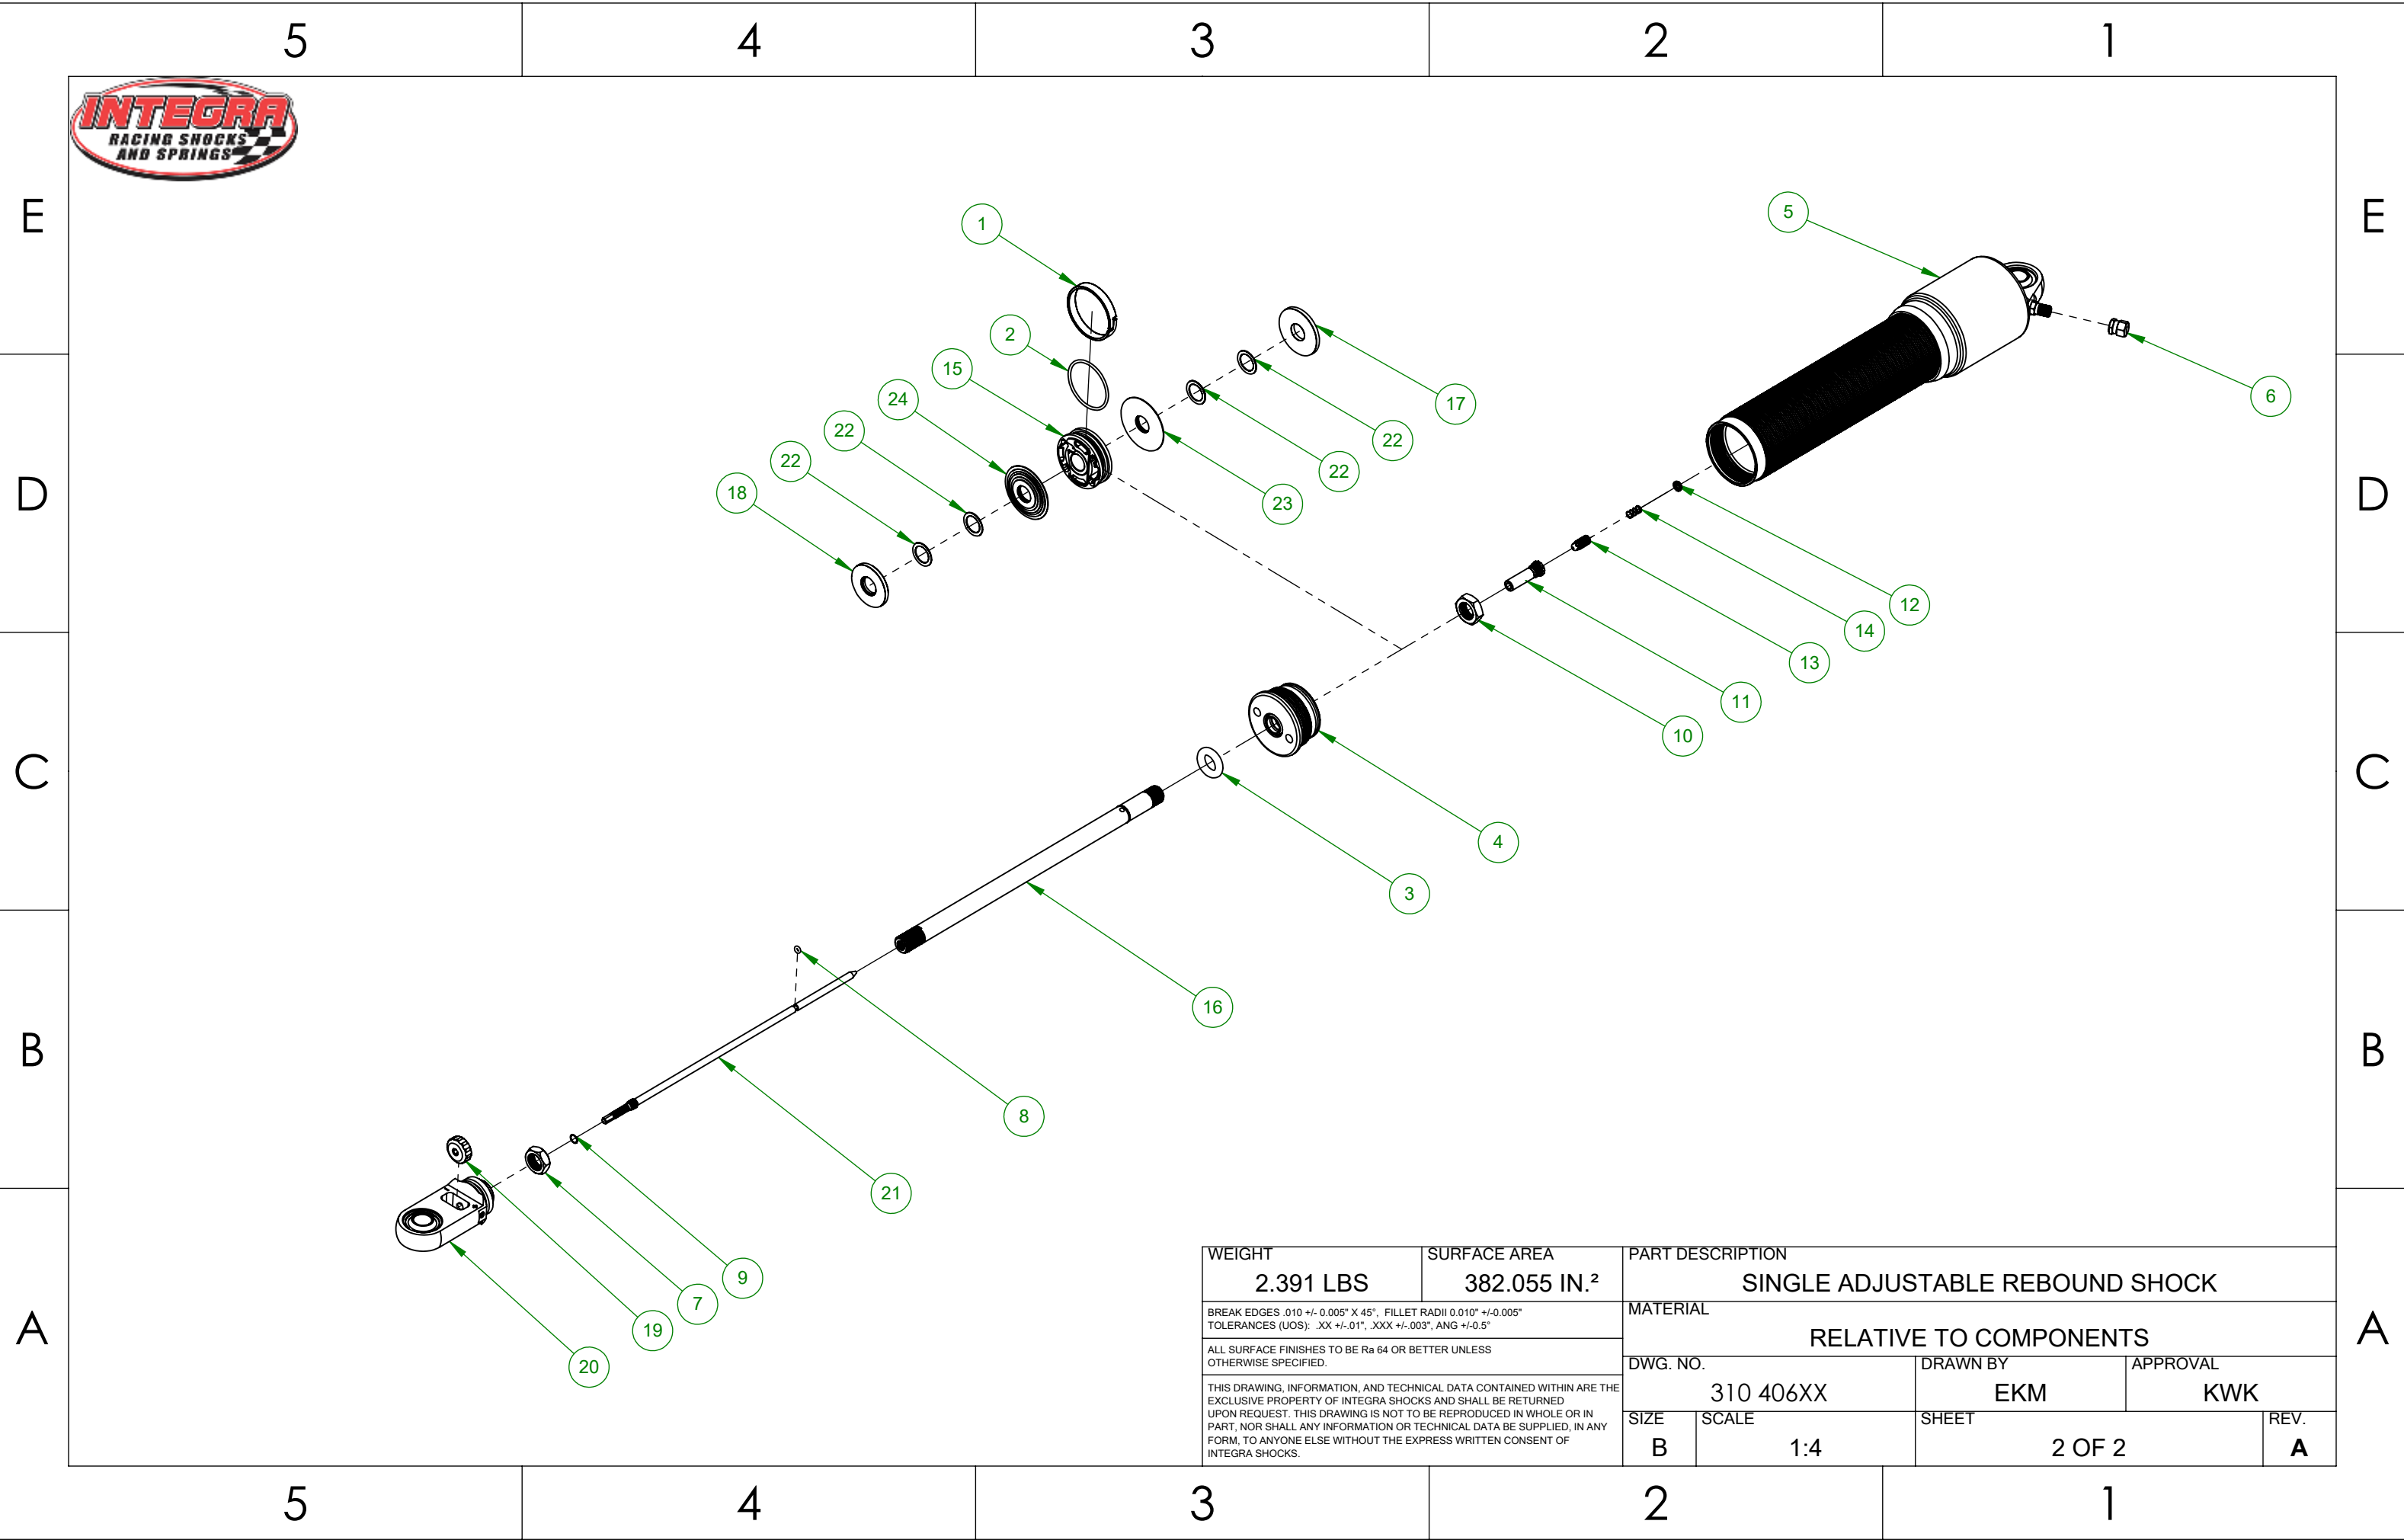 5 4 3 2 1
INTEGRA
RACING SHOCKS
AND SPRINGS
E E
D D
C C
B B
A A
1
5
2
15
24
22
22
18
17
22
22
23
6
12
14
13
11
10
4
3
16
8
21
9
7
19
20
WEIGHT
2.391 LBS
SURFACE AREA
382.055 IN.²
PART DESCRIPTION
SINGLE ADJUSTABLE REBOUND SHOCK
BREAK EDGES .010 +/- 0.005" X 45°, FILLET RADII 0.010" +/-0.005"
TOLERANCES (UOS): .XX +/-.01", .XXX +/-.003", ANG +/-0.5°
MATERIAL
RELATIVE TO COMPONENTS
ALL SURFACE FINISHES TO BE Ra 64 OR BETTER UNLESS
OTHERWISE SPECIFIED.
DWG. NO.
310 406XX
DRAWN BY
EKM
APPROVAL
KWK
THIS DRAWING, INFORMATION, AND TECHNICAL DATA CONTAINED WITHIN ARE THE
EXCLUSIVE PROPERTY OF INTEGRA SHOCKS AND SHALL BE RETURNED
UPON REQUEST. THIS DRAWING IS NOT TO BE REPRODUCED IN WHOLE OR IN
PART, NOR SHALL ANY INFORMATION OR TECHNICAL DATA BE SUPPLIED, IN ANY
FORM, TO ANYONE ELSE WITHOUT THE EXPRESS WRITTEN CONSENT OF
INTEGRA SHOCKS.
SIZE
B
SCALE
1:4
SHEET
2 OF 2
REV.
A
5 4 3 2 1